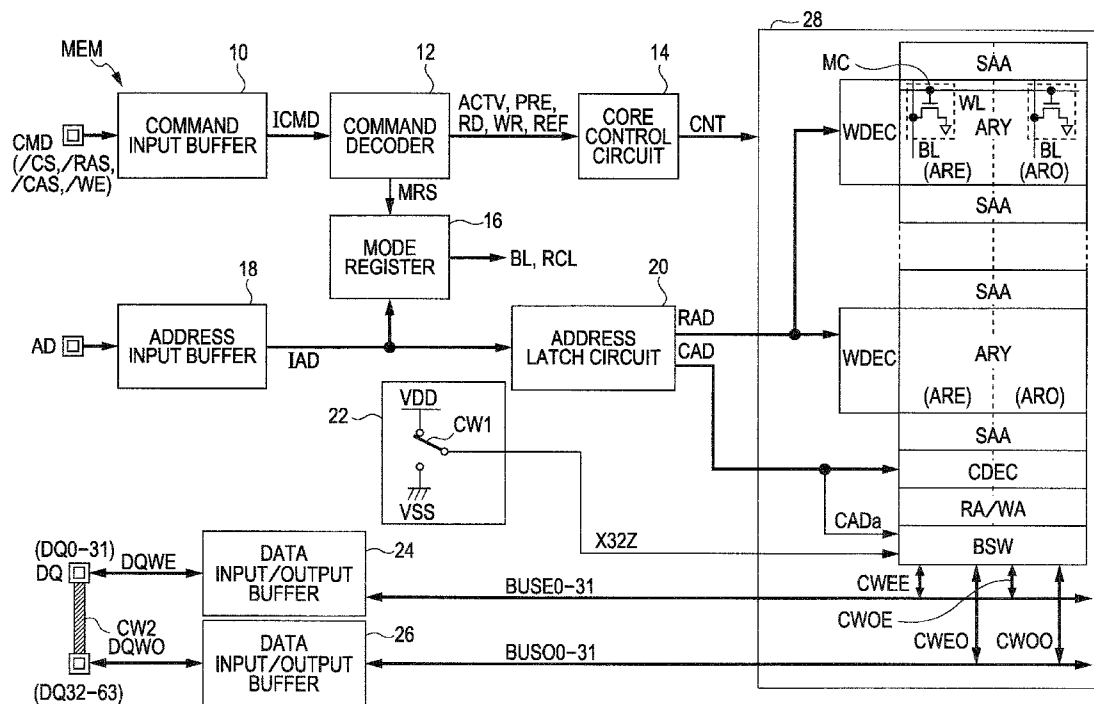 MEM
10
COMMAND
INPUT BUFFER
CMD
(/CS, /RAS,
/CAS, /WE)
ICMD
12
COMMAND
DECODER
ACTV, PRE,
RD, WR, REF
14
CORE
CONTROL
CIRCUIT
CNT
MRS
16
MODE
REGISTER
BL, RCL
18
AD
ADDRESS
INPUT BUFFER
IAD
20
ADDRESS
LATCH CIRCUIT
RAD
CAD
22
VDD
CW1
VSS
X32Z
28
SAA
MC
WDEC
WL
ARY
BL
(ARE)
BL
(ARO)
SAA
SAA
WDEC
ARY
(ARE)
(ARO)
SAA
CDEC
RA/WA
CADa
BSW
(DQ0-31)
DQ
DQWE
DATA
INPUT/OUTPUT
BUFFER
24
BUSE0-31
CWEE
CWOE
CWEO
CWOO
CW2
DQWO
(DQ32-63)
DATA
INPUT/OUTPUT
BUFFER
26
BUSO0-31